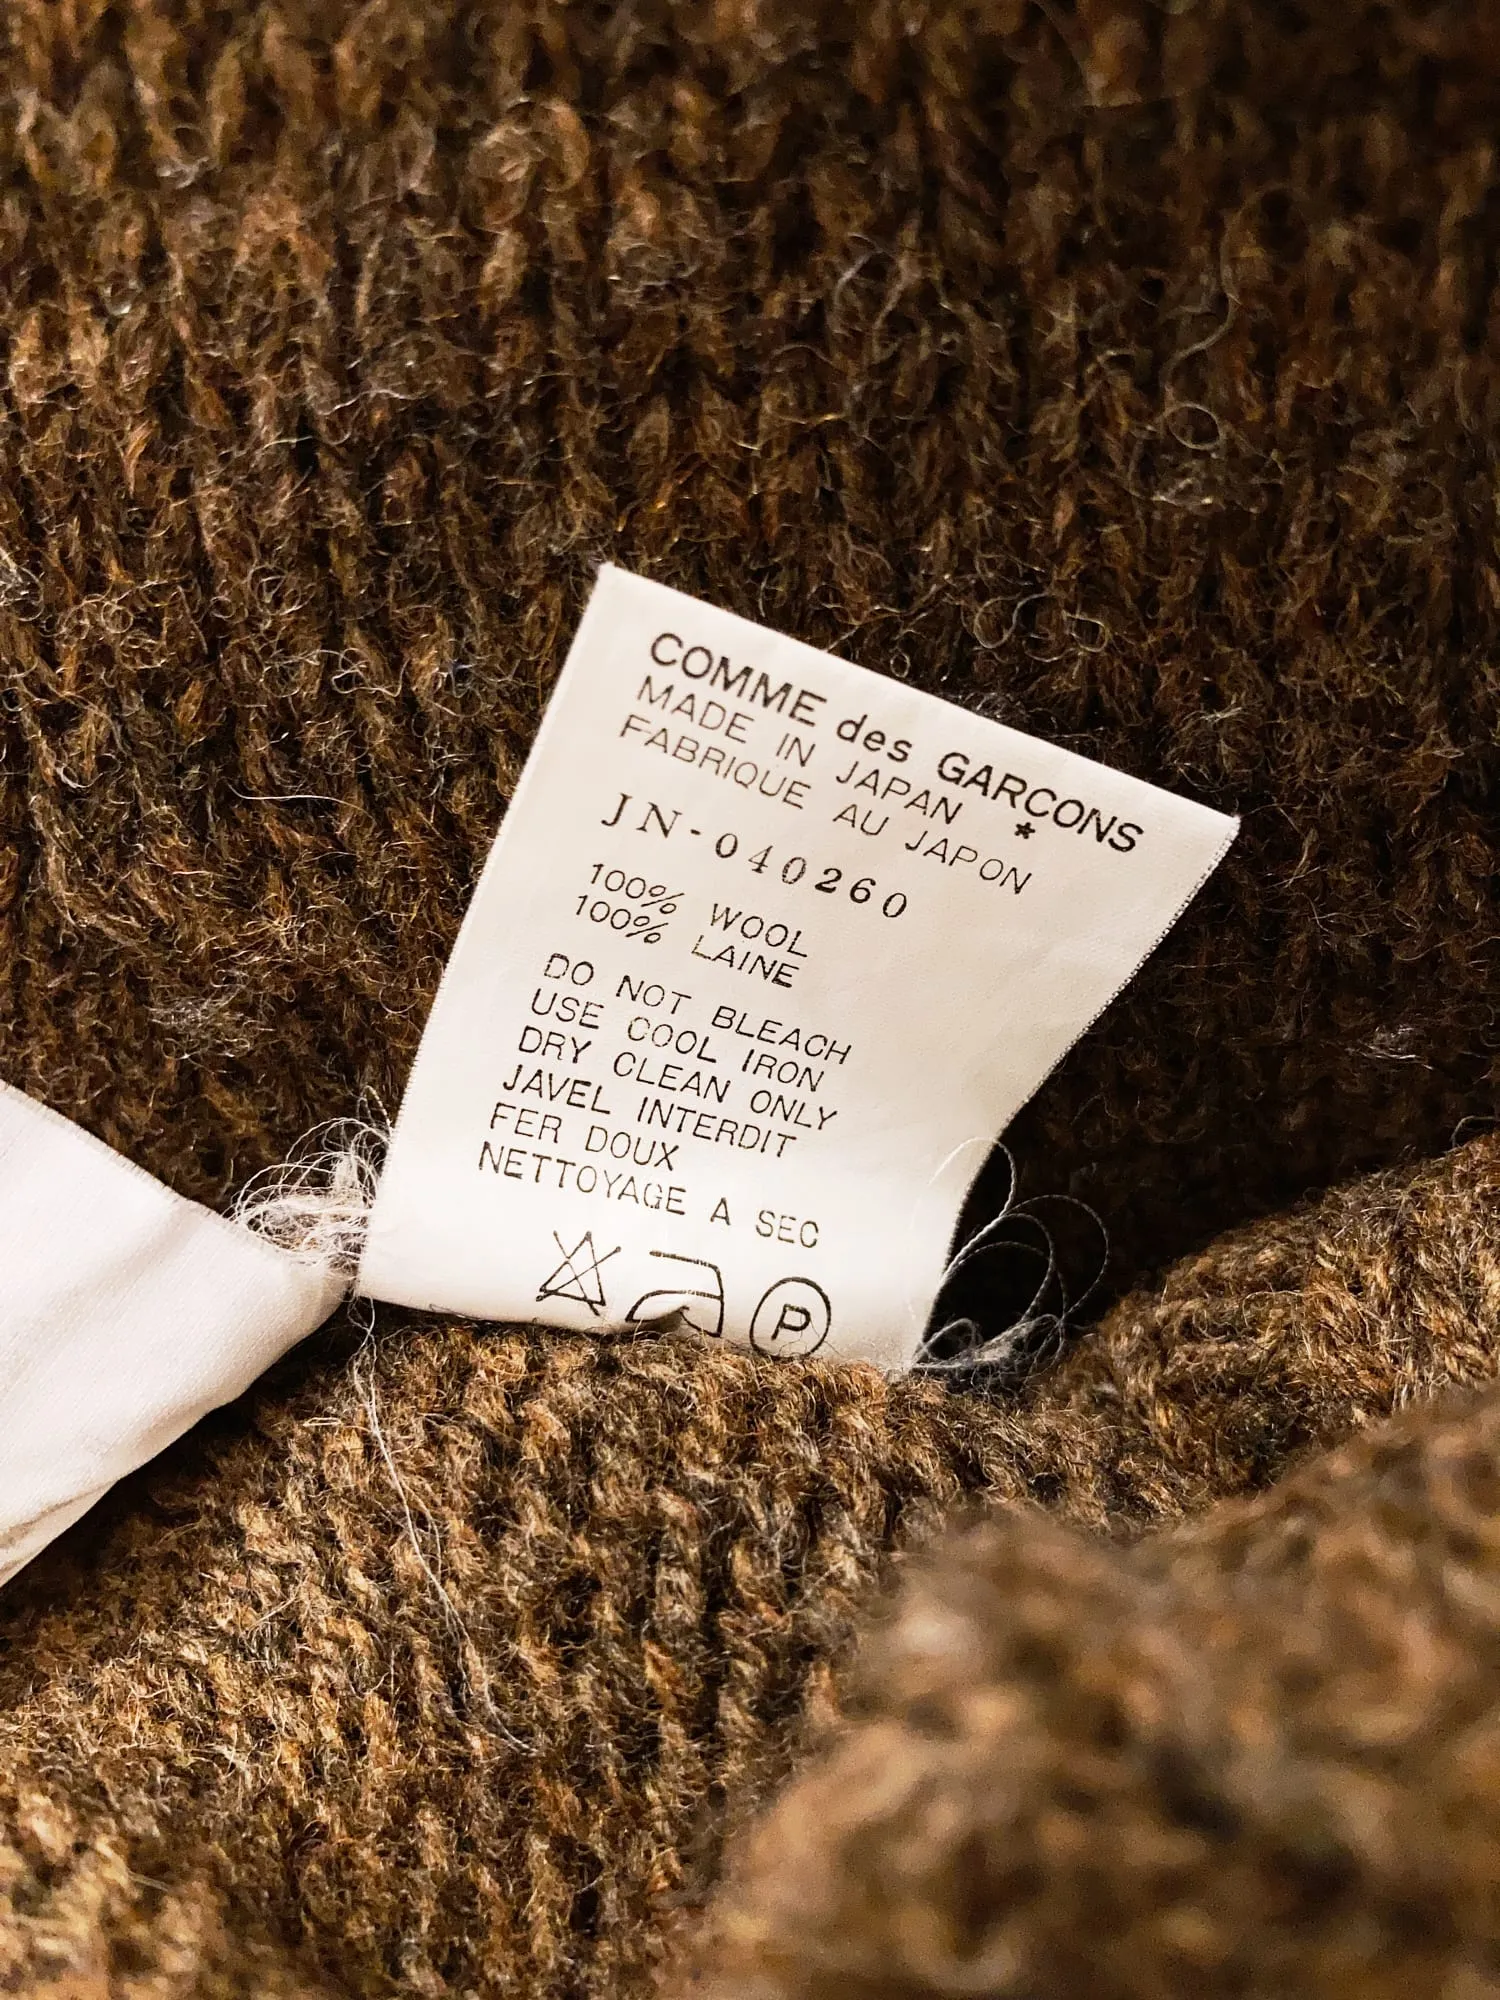 COMME des GARCONS
MADE IN JAPAN *
FABRIQUE AU JAPON
JN-040260
100% WOOL
100% LAINE
DO NOT BLEACH
USE COOL IRON
DRY CLEAN ONLY
JAVEL INTERDIT
FER DOUX
NETTOYAGE A SEC
P